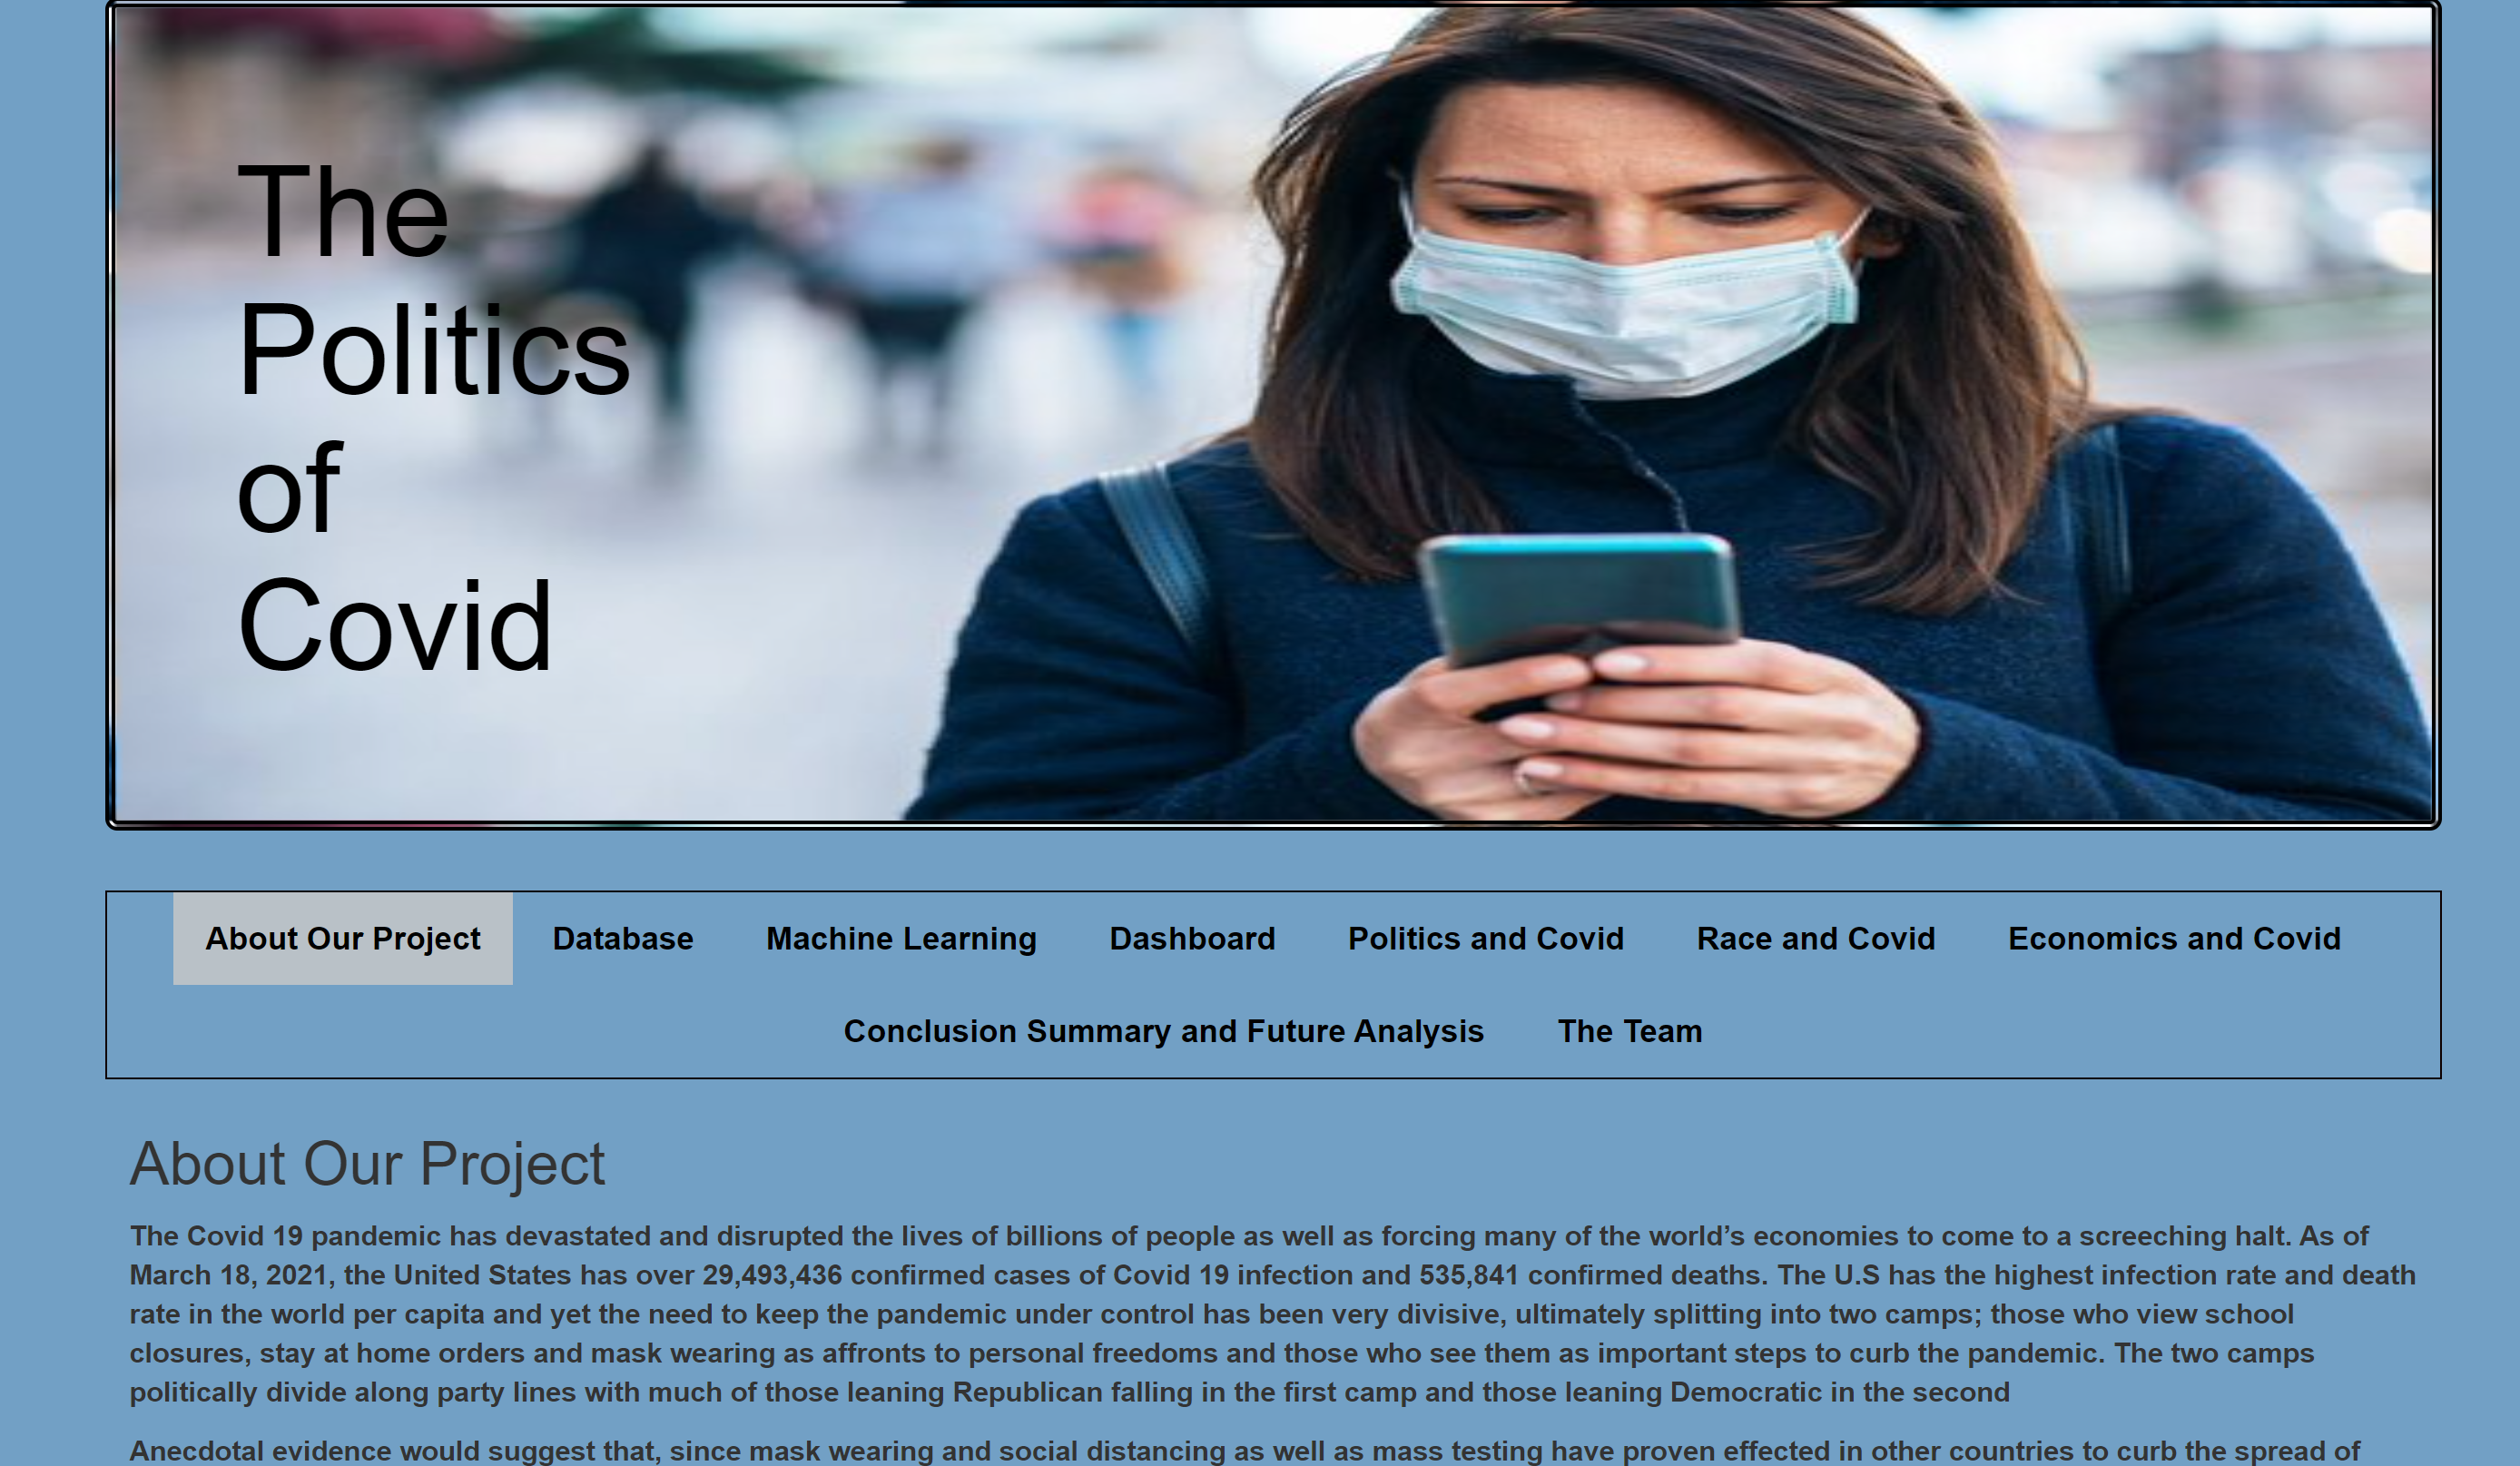 The
Politics
of
Covid
About Our Project Database Machine Learning Dashboard Politics and Covid Race and Covid Economics and Covid
Conclusion Summary and Future Analysis The Team
About Our Project
The Covid 19 pandemic has devastated and disrupted the lives of billions of people as well as forcing many of the world’s economies to come to a screeching halt. As of
March 18, 2021, the United States has over 29,493,436 confirmed cases of Covid 19 infection and 535,841 confirmed deaths. The U.S has the highest infection rate and death
rate in the world per capita and yet the need to keep the pandemic under control has been very divisive, ultimately splitting into two camps; those who view school
closures, stay at home orders and mask wearing as affronts to personal freedoms and those who see them as important steps to curb the pandemic. The two camps
politically divide along party lines with much of those leaning Republican falling in the first camp and those leaning Democratic in the second
Anecdotal evidence would suggest that, since mask wearing and social distancing as well as mass testing have proven effected in other countries to curb the spread of